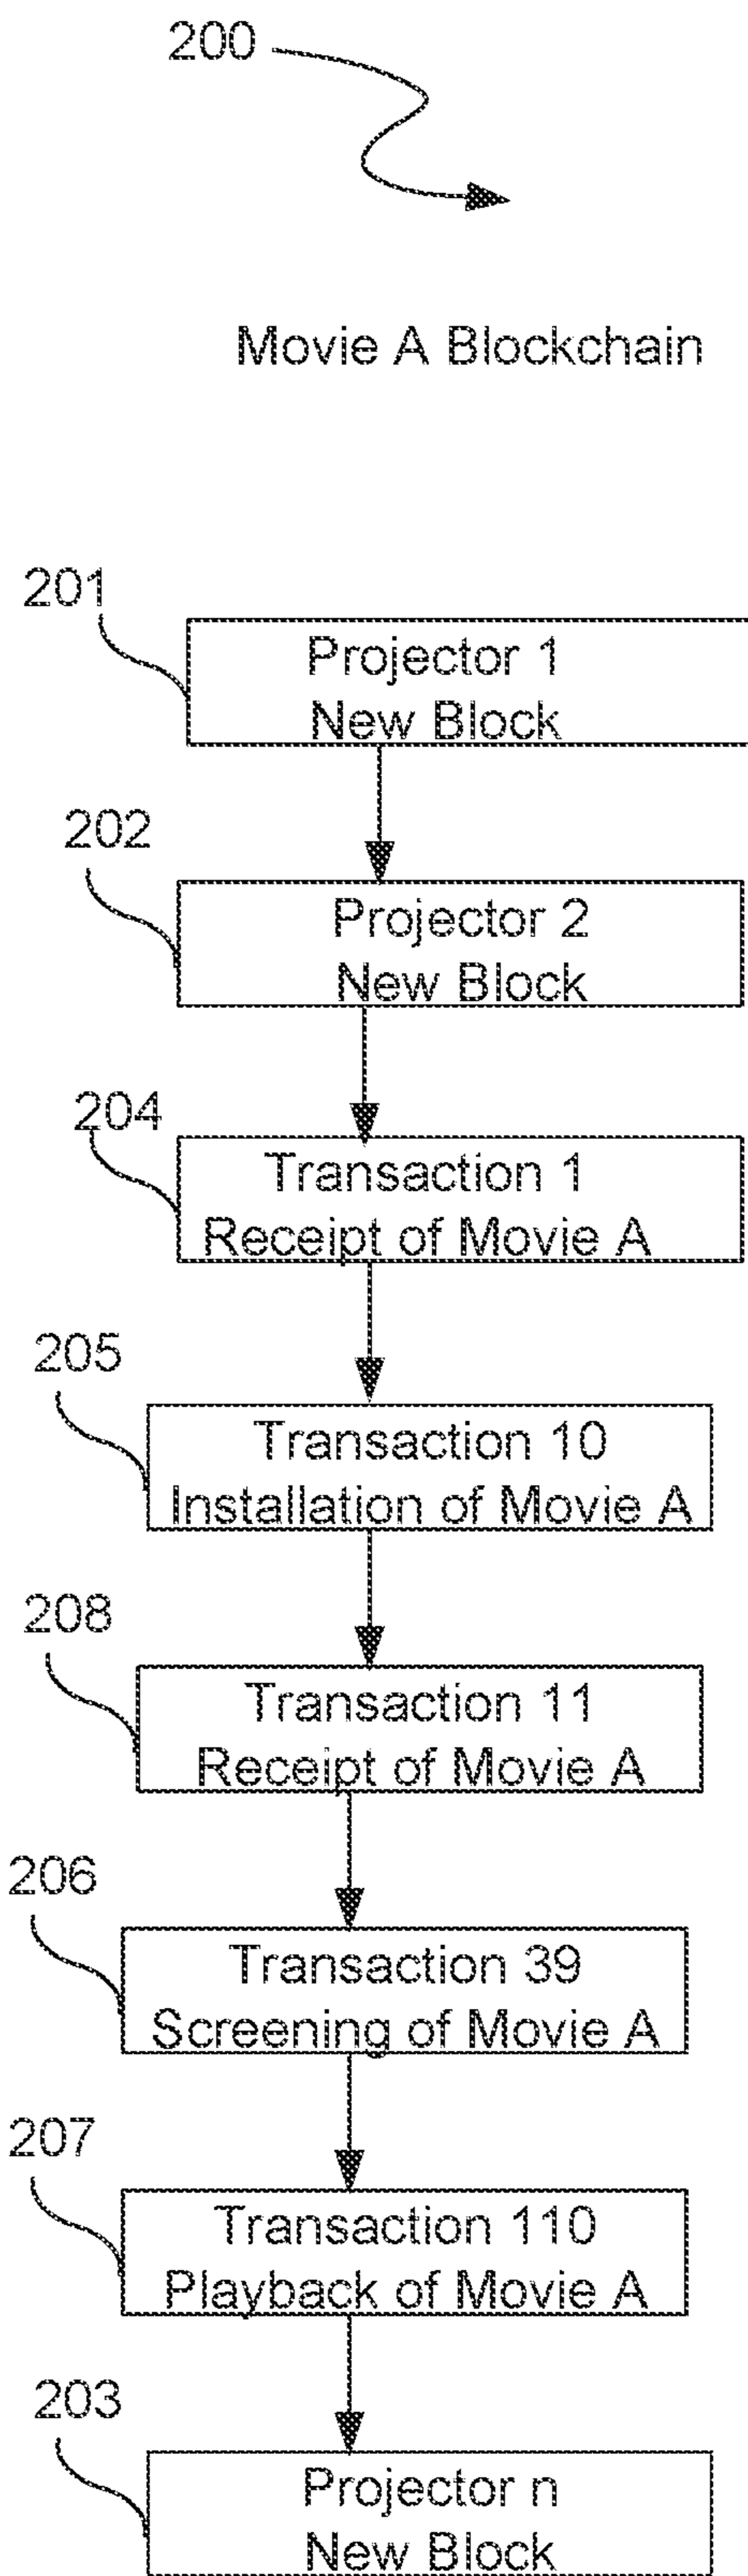 200
Movie A Blockchain
201
Projector 1
New Block
202
Projector 2
New Block
204
Transaction 1
Receipt of Movie A
205
Transaction 10
Installation of Movie A
208
Transaction 11
Receipt of Movie A
206
Transaction 39
Screening of Movie A
207
Transaction 110
Playback of Movie A
203
Projector n
New Block